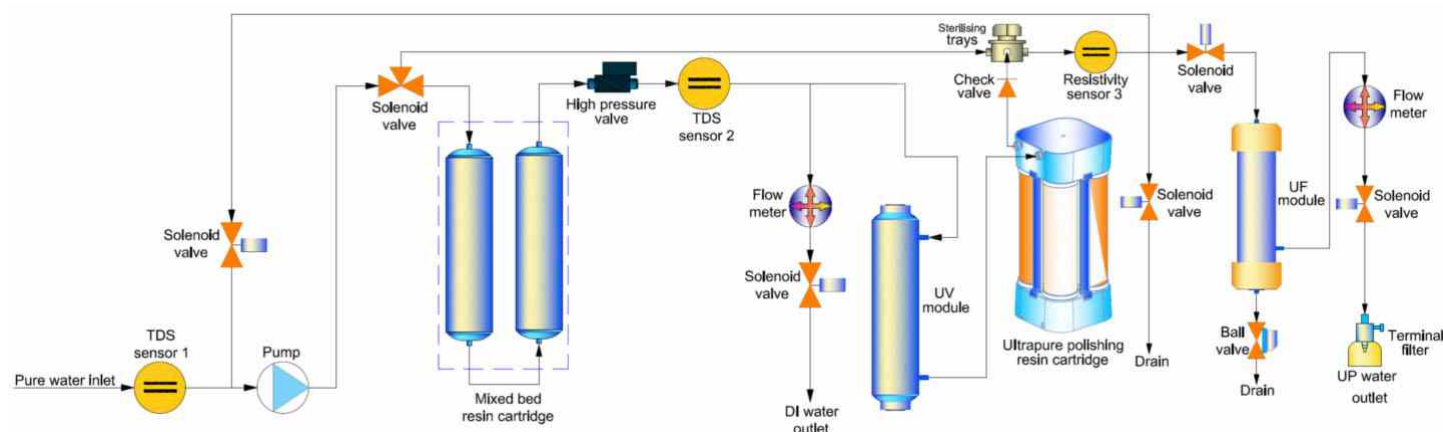 Sterilising
trays
Solenoid
valve
High pressure
valve
TDS
sensor 2
Check
valve
Resistivity
sensor 3
Solenoid
valve
Flow
meter
Flow
meter
Solenoid
valve
UF
module
Solenoid
valve
Solenoid
valve
Solenoid
valve
UV
module
TDS
sensor 1
Pump
Ultrapure polishing
resin cartridge
Drain
Ball
valve
Terminal
filter
Pure water Inlet
Mixed bed
resin cartridge
DI water
outlet
Drain
UP water
outlet